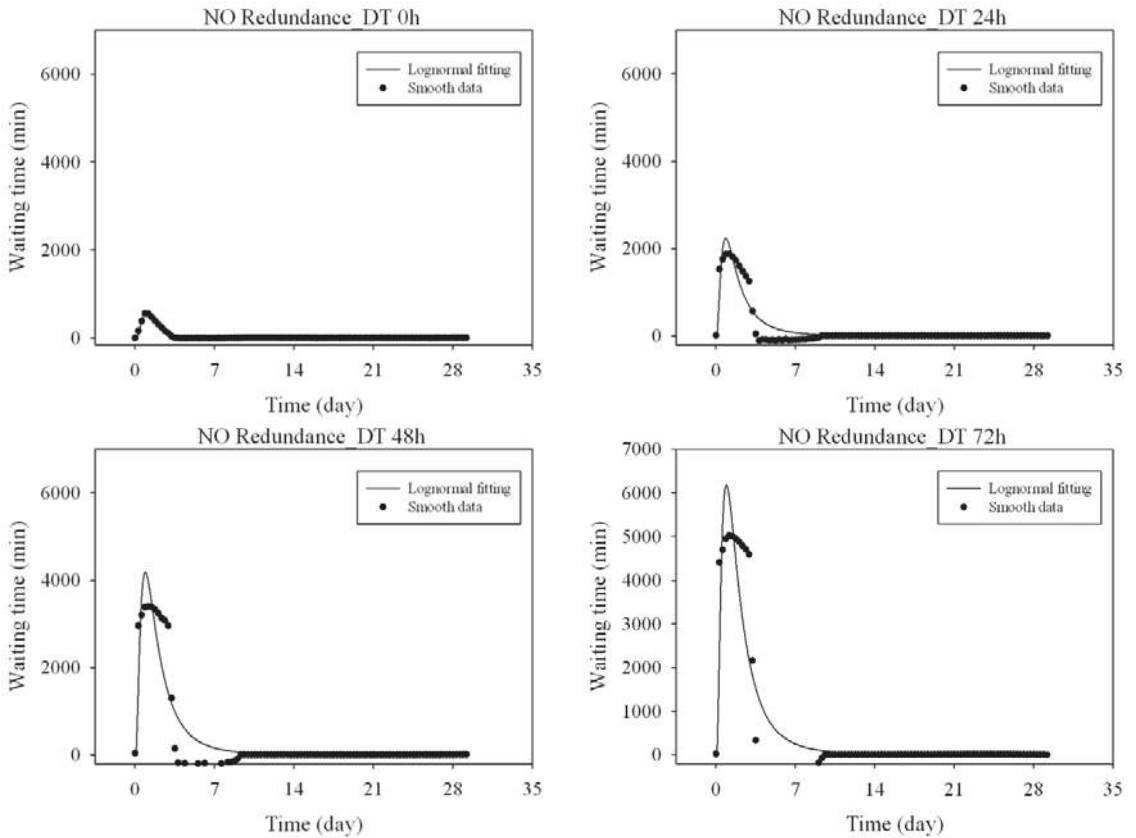 NO Redundance_DT 0h
Waiting time (min)
6000
4000
2000
0
Lognormal fitting
Smooth data
0 7 14 21 28 35
Time (day)
NO Redundance_DT 24h
Waiting time (min)
6000
4000
2000
0
Lognormal fitting
Smooth data
0 7 14 21 28 35
Time (day)
NO Redundance_DT 48h
Waiting time (min)
6000
4000
2000
0
Lognormal fitting
Smooth data
0 7 14 21 28 35
Time (day)
NO Redundance_DT 72h
Waiting time (min)
7000
6000
5000
4000
3000
2000
1000
0
Lognormal fitting
Smooth data
0 7 14 21 28 35
Time (day)